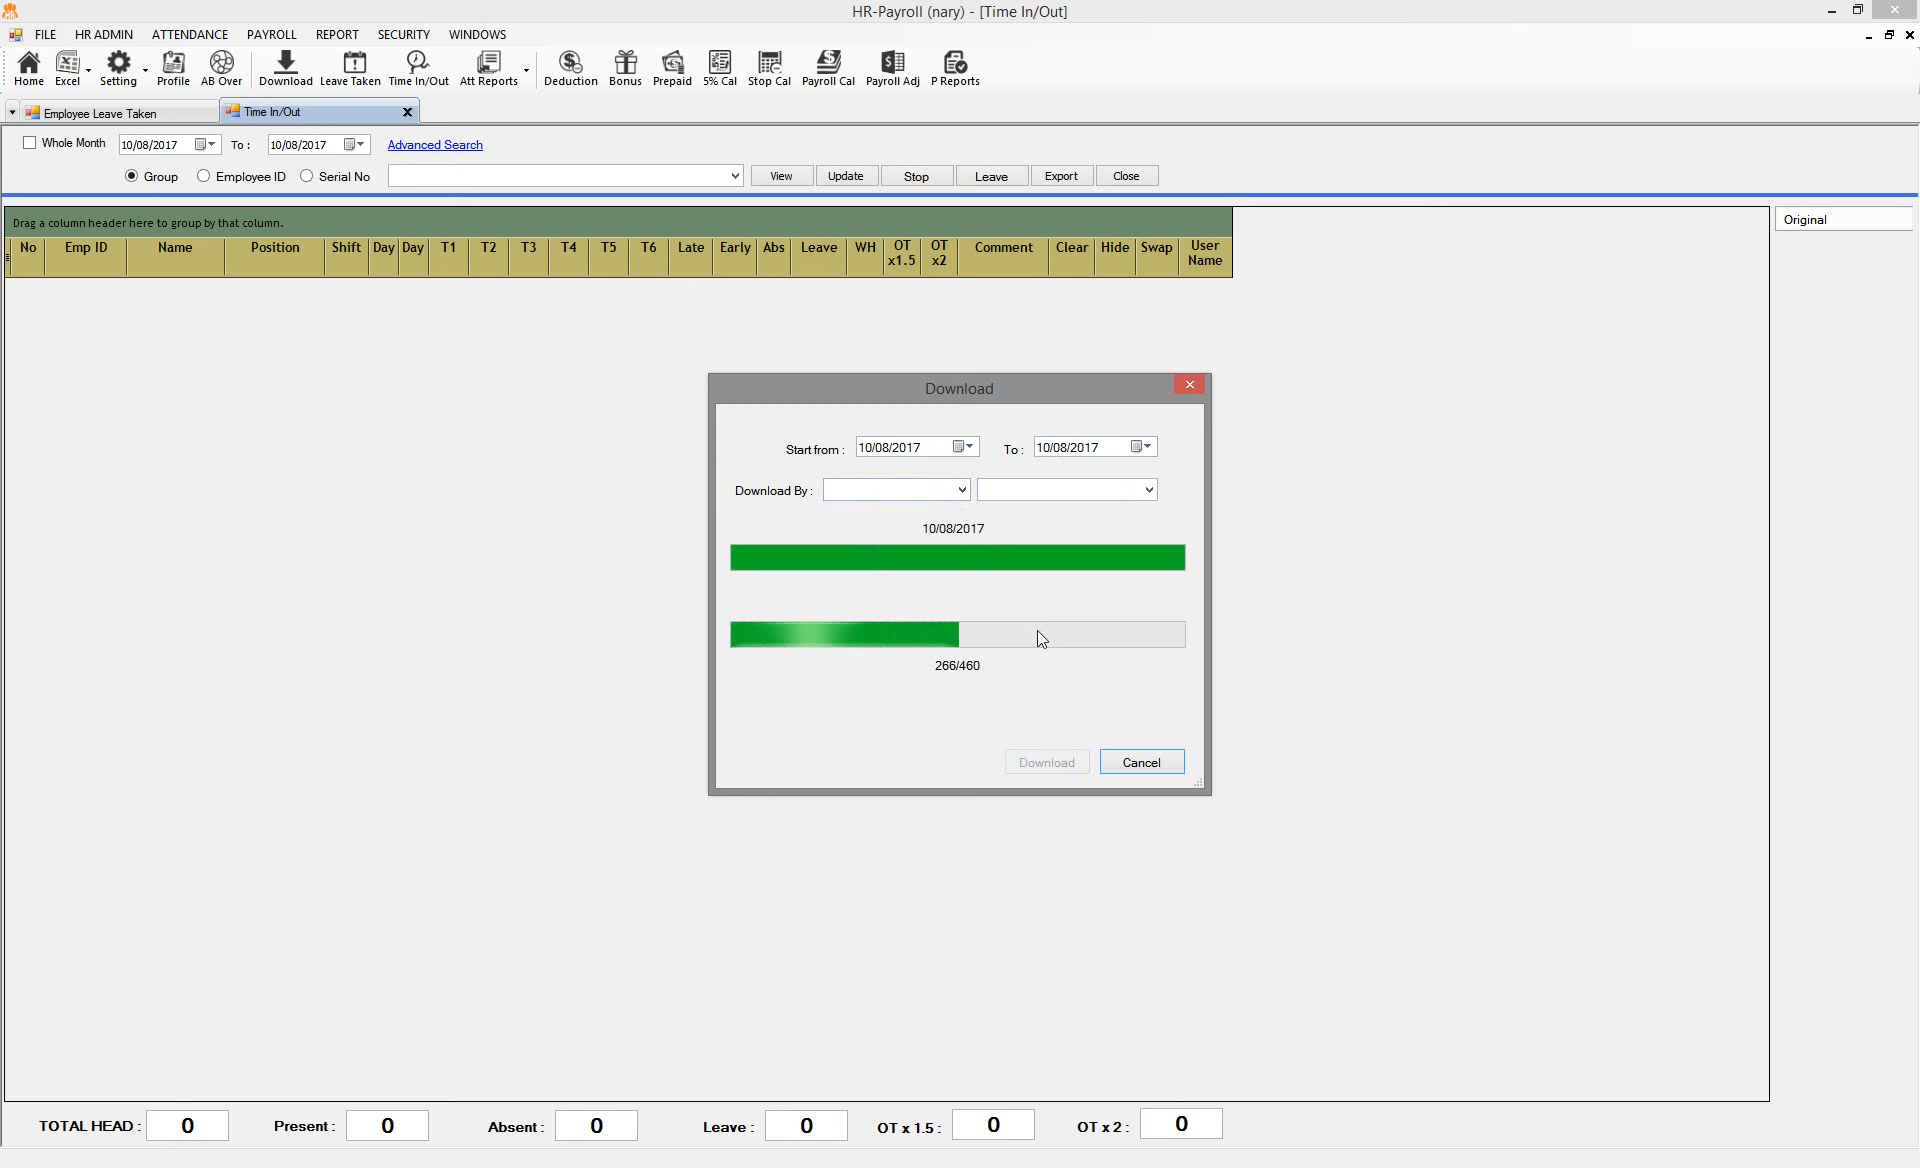 HR-Payroll (nary) - [Time In/Out]
FILE HR ADMIN ATTENDANCE PAYROLL REPORT SECURITY WINDOWS
Home Excel Setting Profile AB Over Download Leave Taken Time In/Out Att Reports Deduction Bonus Prepaid 5% Cal Stop Cal Payroll Cal Payroll Adj P Reports
Employee Leave Taken Time In/Out
Whole Month 10/08/2017 To : 10/08/2017 Advanced Search
Group Employee ID Serial No View Update Stop Leave Export Close
Drag a column header here to group by that column.
Original
No Emp ID Name Position Shift Day Day T1 T2 T3 T4 T5 T6 Late Early Abs Leave WH OT x1.5 OT x2 Comment Clear Hide Swap User Name
Download
Start from : 10/08/2017 To : 10/08/2017
Download By :
10/08/2017
266/460
Download Cancel
TOTAL HEAD : 0 Present : 0 Absent : 0 Leave : 0 OT x 1.5 : 0 OT x 2 : 0